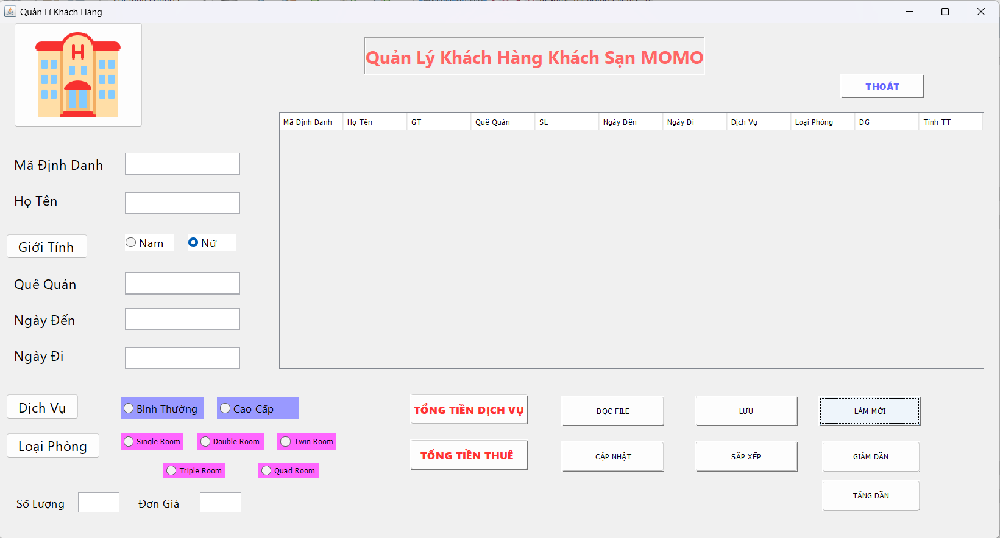 Quản Lí Khách Hàng
H
Quản Lý Khách Hàng Khách Sạn MOMO
THOÁT
Mã Định Danh Họ Tên GT Quê Quán SL Ngày Đến Ngày Đi Dịch Vụ Loại Phòng ĐG Tính TT
Mã Định Danh
Họ Tên
Giới Tính Nam Nữ
Quê Quán
Ngày Đến
Ngày Đi
Dịch Vụ Bình Thường Cao Cấp
Loại Phòng Single Room Double Room Twin Room
Triple Room Quad Room
Số Lượng Đơn Giá
TỔNG TIỀN DỊCH VỤ ĐỌC FILE LƯU LÀM MỚI
TỔNG TIỀN THUÊ CẬP NHẬT SẮP XẾP GIẢM DẦN
TĂNG DẦN